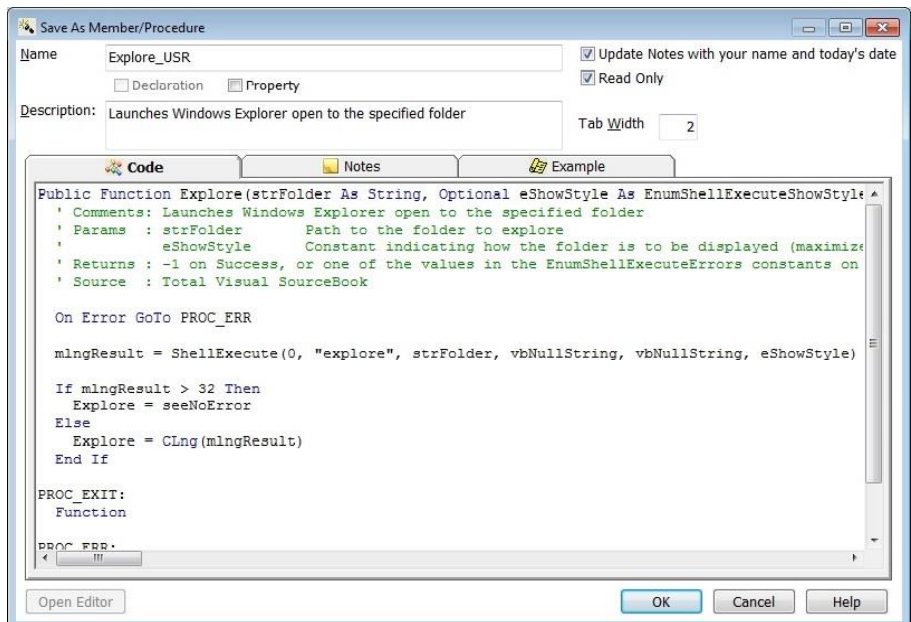 Save As Member/Procedure
Name
Explore_USR
Update Notes with your name and today's date
Declaration
Property
Read Only
Description:
Launches Windows Explorer open to the specified folder
Tab Width
2
Code
Notes
Example
Public Function Explore(strFolder As String, Optional eShowStyle As EnumShellExecuteShowStyle
' Comments: Launches Windows Explorer open to the specified folder
' Params  : strFolder       Path to the folder to explore
'           eShowStyle      Constant indicating how the folder is to be displayed (maximize
' Returns : -1 on Success, or one of the values in the EnumShellExecuteErrors constants on
' Source  : Total Visual SourceBook
On Error GoTo PROC_ERR
mlngResult = ShellExecute(0, "explore", strFolder, vbNullString, vbNullString, eShowStyle)
If mlngResult > 32 Then
Explore = seeNoError
Else
Explore = CLng(mlngResult)
End If
PROC_EXIT:
Function
PROC_ERR:
Open Editor
OK
Cancel
Help